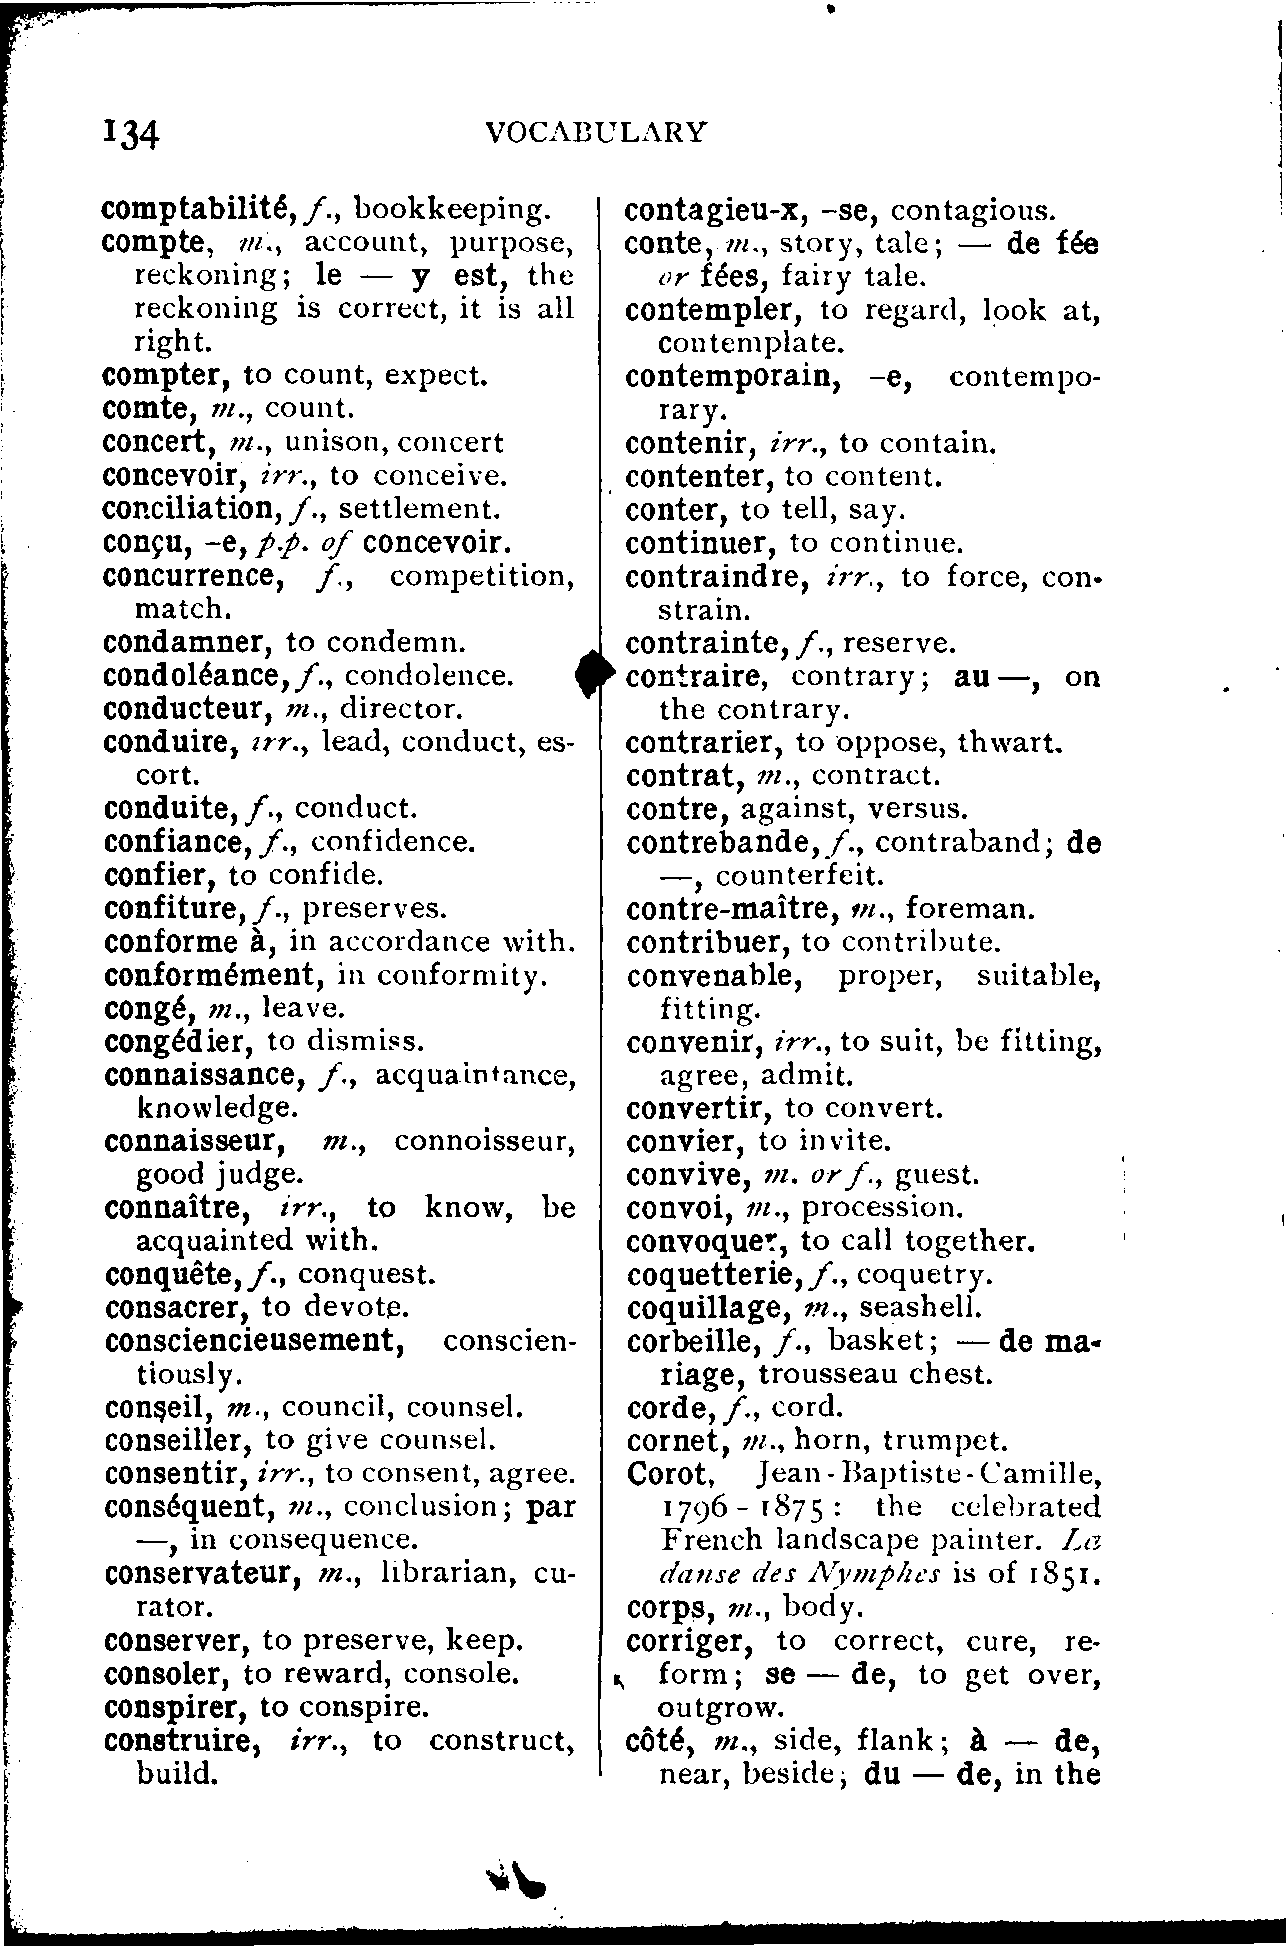 134 VOCABULARY
comptabilité, f., bookkeeping.
compte, m., account, purpose,
reckoning; le — y est, the
reckoning is correct, it is all
right.
compter, to count, expect.
comte, m., count.
concert, m., unison, concert
concevoir, irr., to conceive.
conciliation, f., settlement.
conçu, -e, p.p. of concevoir.
concurrence, f., competition,
match.
condamner, to condemn.
condoléance, f., condolence.
conducteur, m., director.
conduire, irr., lead, conduct, es-
cort.
conduite, f., conduct.
confiance, f., confidence.
confier, to confide.
confiture, f., preserves.
conforme à, in accordance with.
conformément, in conformity.
congé, m., leave.
congédier, to dismiss.
connaissance, f., acquaintance,
knowledge.
connaisseur, m., connoisseur,
good judge.
connaître, irr., to know, be
acquainted with.
conquête, f., conquest.
consacrer, to devote.
consciencieusement, conscien-
tiously.
conseil, m., council, counsel.
conseiller, to give counsel.
consentir, irr., to consent, agree.
conséquent, m., conclusion; par
—, in consequence.
conservateur, m., librarian, cu-
rator.
conserver, to preserve, keep.
consoler, to reward, console.
conspirer, to conspire.
construire, irr., to construct,
build.
contagieu-x, -se, contagious.
conte, m., story, tale; — de fée
or fées, fairy tale.
contempler, to regard, look at,
contemplate.
contemporain, -e, contempo-
rary.
contenir, irr., to contain.
contenter, to content.
conter, to tell, say.
continuer, to continue.
contraindre, irr., to force, con-
strain.
contrainte, f., reserve.
contraire, contrary; au —, on
the contrary.
contrarier, to oppose, thwart.
contrat, m., contract.
contre, against, versus.
contrebande, f., contraband; de
—, counterfeit.
contre-maître, m., foreman.
contribuer, to contribute.
convenable, proper, suitable,
fitting.
convenir, irr., to suit, be fitting,
agree, admit.
convertir, to convert.
convier, to invite.
convive, m. or f., guest.
convoi, m., procession.
convoquer, to call together.
coquetterie, f., coquetry.
coquillage, m., seashell.
corbeille, f., basket; — de ma-
riage, trousseau chest.
corde, f., cord.
cornet, m., horn, trumpet.
Corot, Jean-Baptiste-Camille,
1796-1875: the celebrated
French landscape painter. La
danse des Nymphes is of 1851.
corps, m., body.
corriger, to correct, cure, re-
form; se — de, to get over,
outgrow.
côté, m., side, flank; à — de,
near, beside; du — de, in the